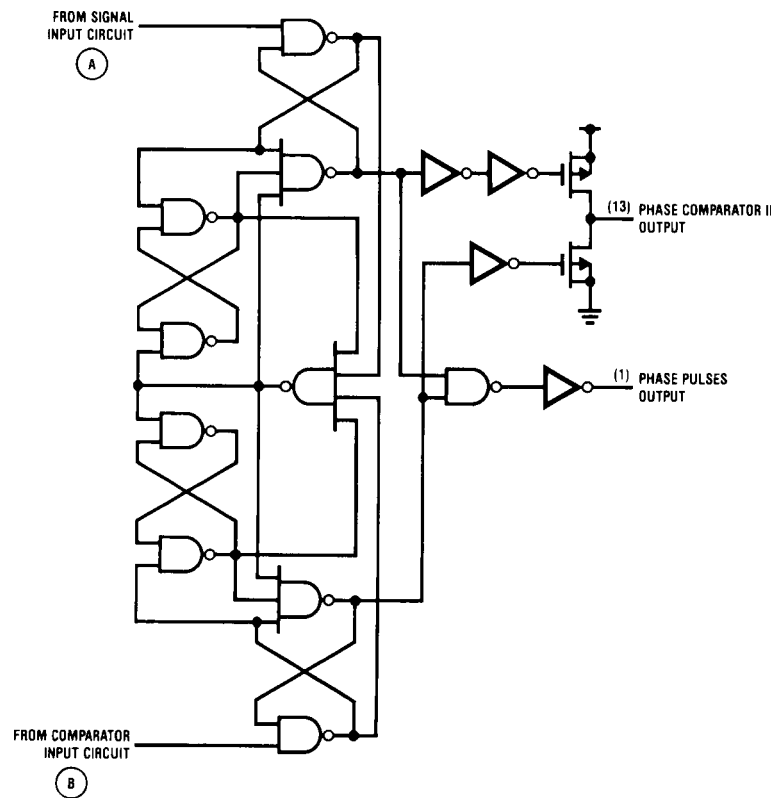 FROM SIGNAL
INPUT CIRCUIT
A
(13) PHASE COMPARATOR II
OUTPUT
(1) PHASE PULSES
OUTPUT
FROM COMPARATOR
INPUT CIRCUIT
B